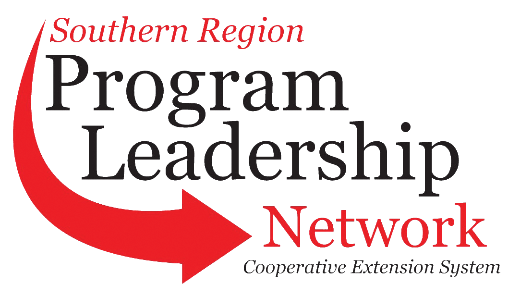 Southern Region
Program
Leadership
Network
Cooperative Extension System